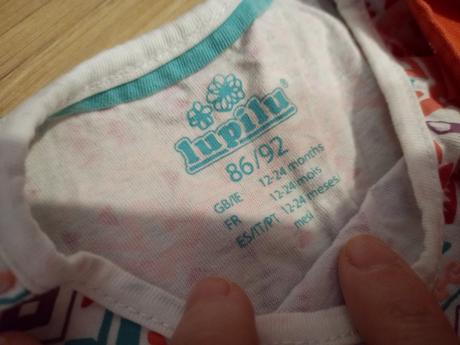 lupilu®
86/92
GB/IE 12-24 months
FR 12-24 mois
ES/IT/PT 12-24 meses/
mesi